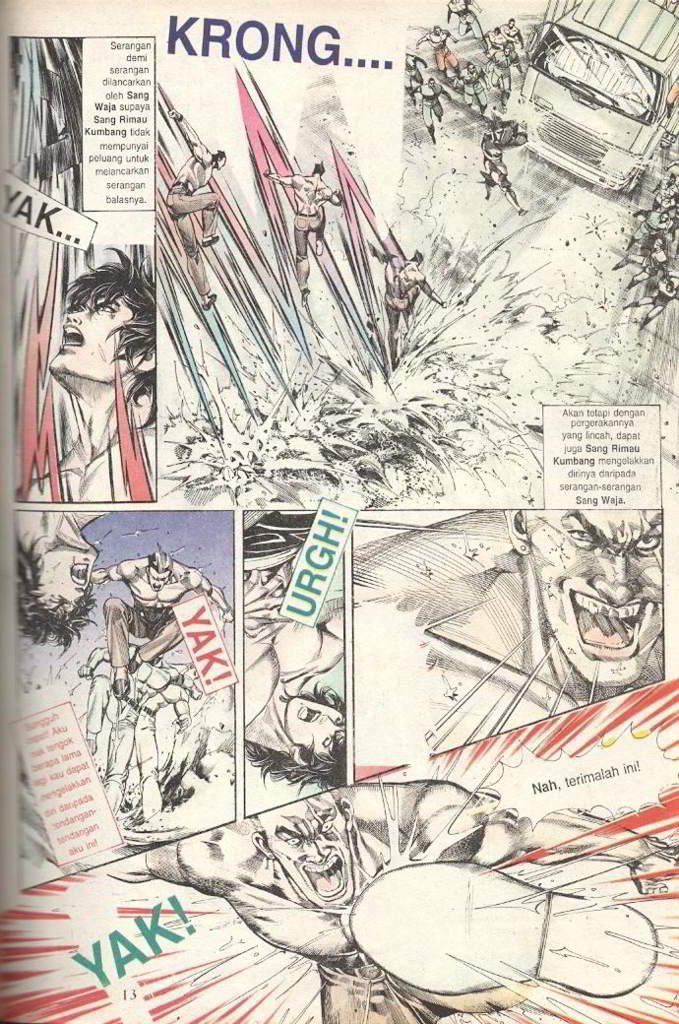 KRONG....
Serangan
demi
serangan
dilancarkan
oleh Sang
Waja supaya
Sang Rimau
Kumbang tidak
mempunyai
peluang untuk
melancarkan
serangan
balasnya.
YAK...
Akan tetapi dengan
pergerakannya
yang lincah, dapat
juga Sang Rimau
Kumbang mengelakkan
dirinya daripada
serangan-serangan
Sang Waja.
YAK!
URGH!
Sungguh
Aku
tengok
berapa lama
lagi kau dapat
mengelakkan
diri daripada
tendangan-
tendangan
aku ini!
Nah, terimalah ini!
YAK!
13